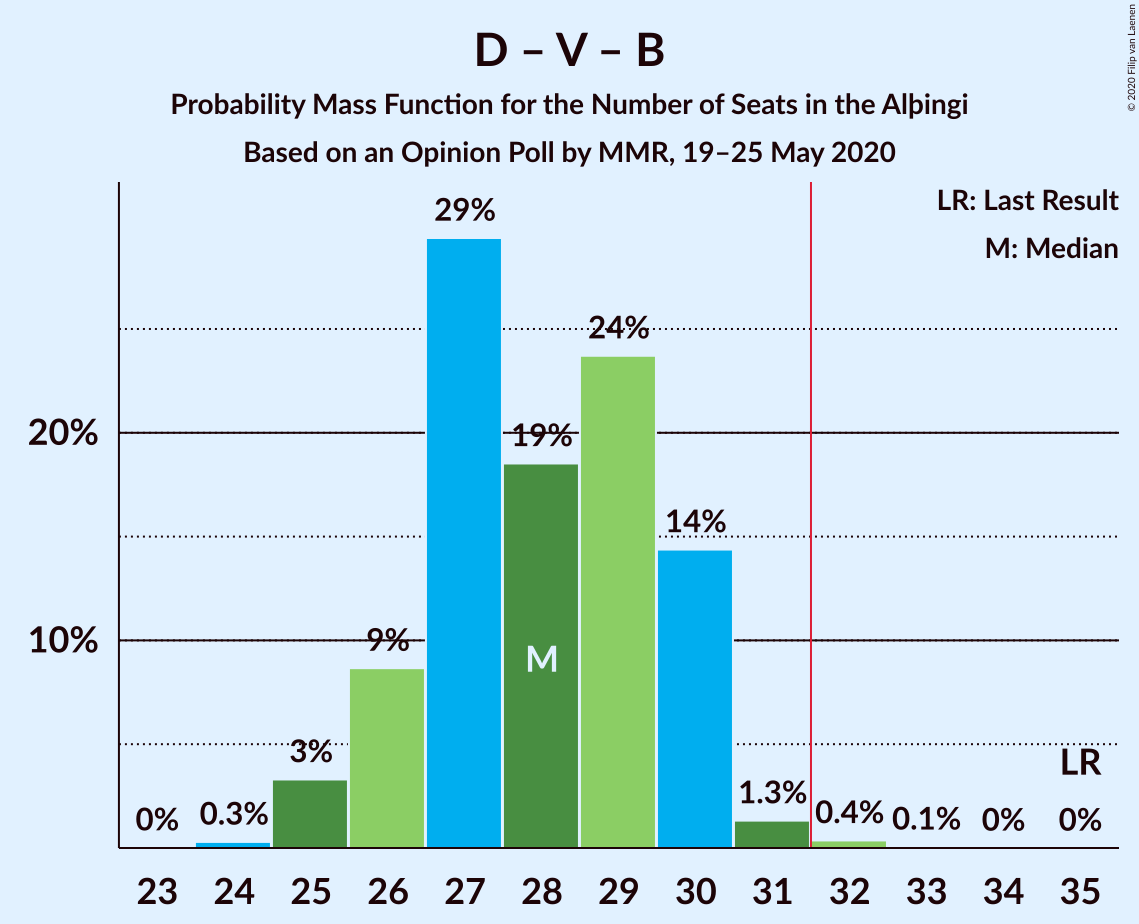 D – V – B
Probability Mass Function for the Number of Seats in the Alþingi
Based on an Opinion Poll by MMR, 19–25 May 2020
© 2020 Filip van Laenen
LR: Last Result
M: Median
29%
24%
20%
19%
14%
10%
9%
M
3%
LR
1.3%
0%
0.3%
0.4%
0.1%
0%
0%
23 24 25 26 27 28 29 30 31 32 33 34 35